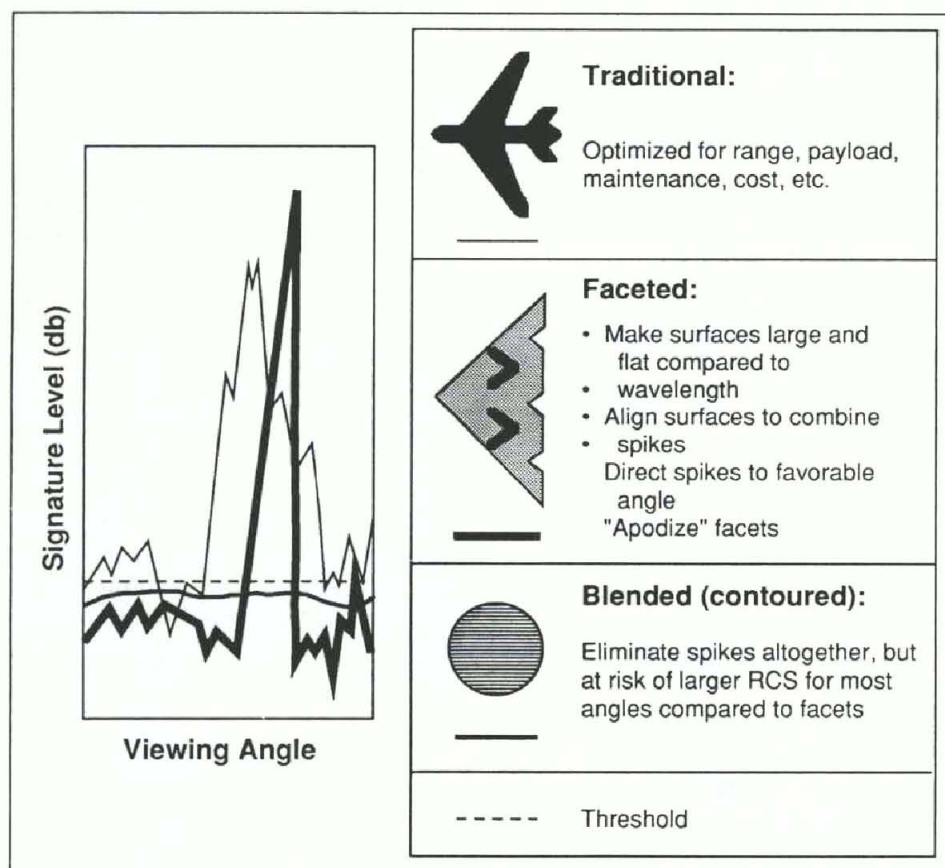 Signature Level (db)
Viewing Angle
Traditional:
Optimized for range, payload,
maintenance, cost, etc.
Faceted:
• Make surfaces large and
flat compared to
• wavelength
• Align surfaces to combine
• spikes
Direct spikes to favorable
angle
"Apodize" facets
Blended (contoured):
Eliminate spikes altogether, but
at risk of larger RCS for most
angles compared to facets
Threshold